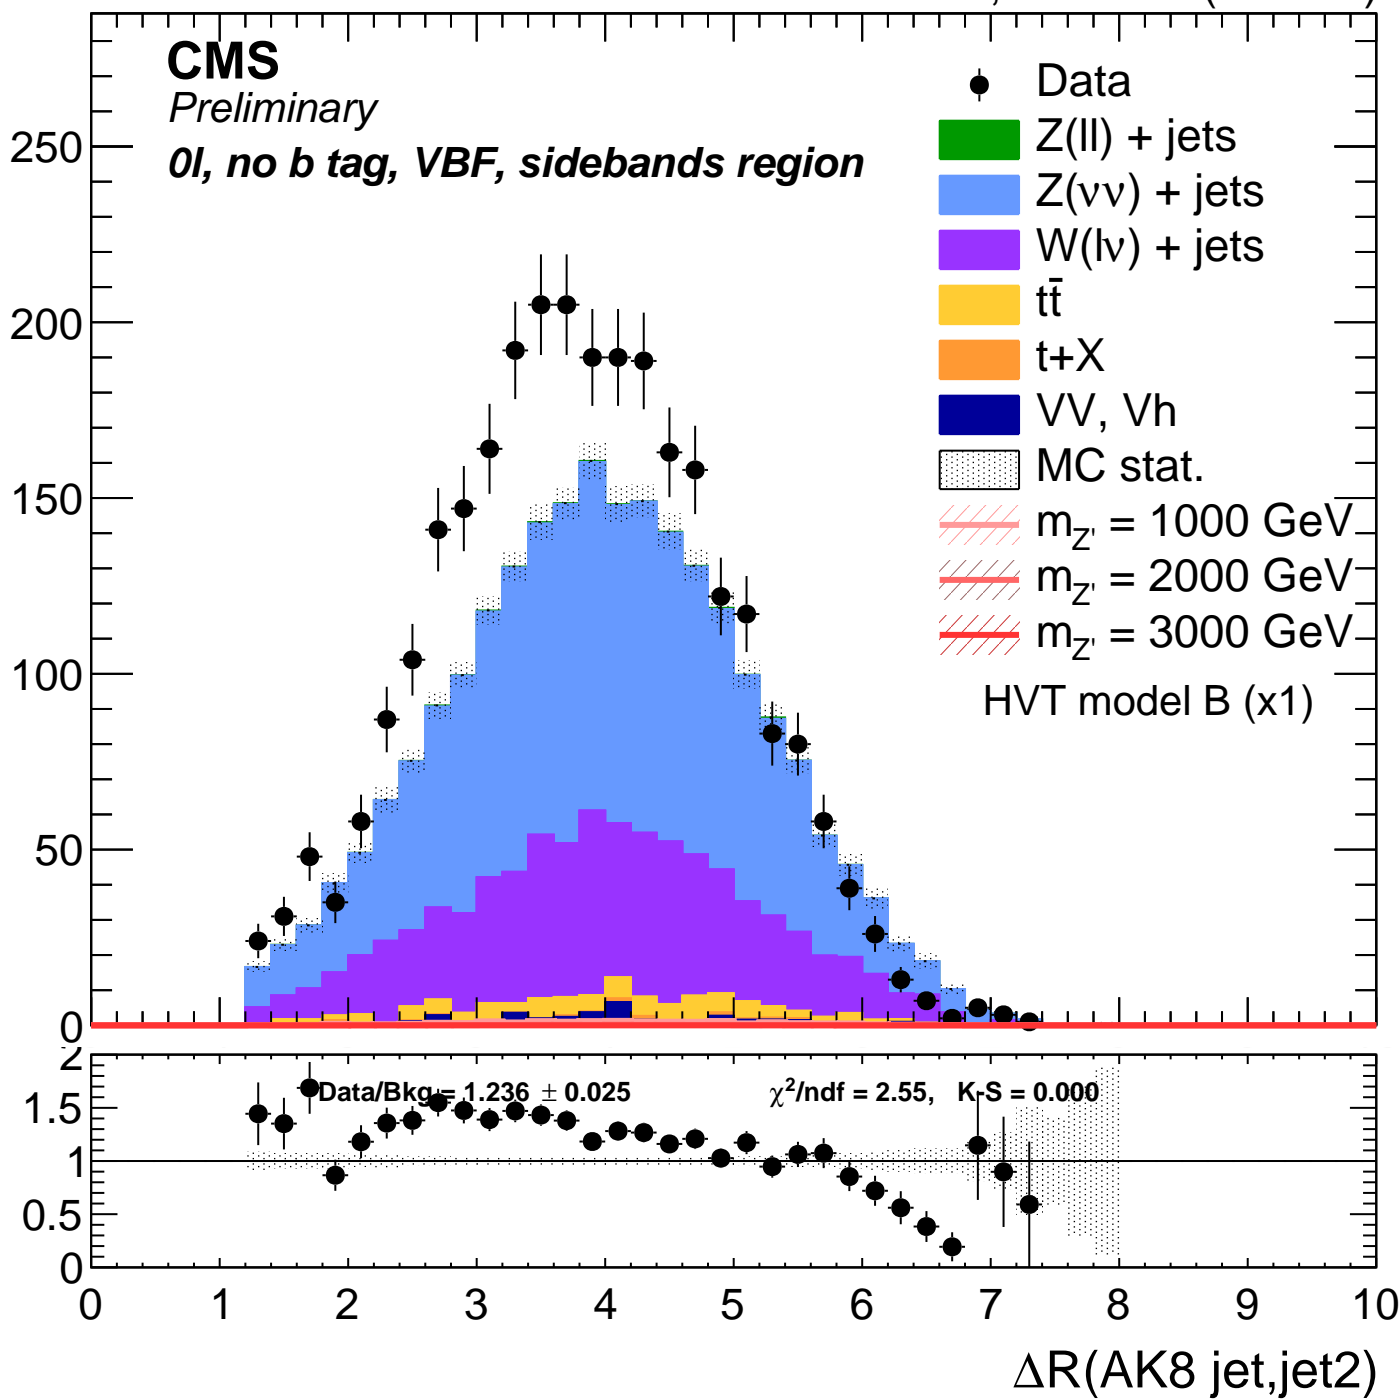 CMS
Preliminary
0l, no b tag, VBF, sidebands region
Data
Z(ll) + jets
Z(νν) + jets
W(lν) + jets
tt̄
t+X
VV, Vh
MC stat.
m_Z' = 1000 GeV
m_Z' = 2000 GeV
m_Z' = 3000 GeV
HVT model B (x1)
250
200
150
100
50
0
2
1.5
1
0.5
0
Data/Bkg = 1.236 ± 0.025
χ²/ndf = 2.55, K-S = 0.000
0 1 2 3 4 5 6 7 8 9 10
ΔR(AK8 jet,jet2)